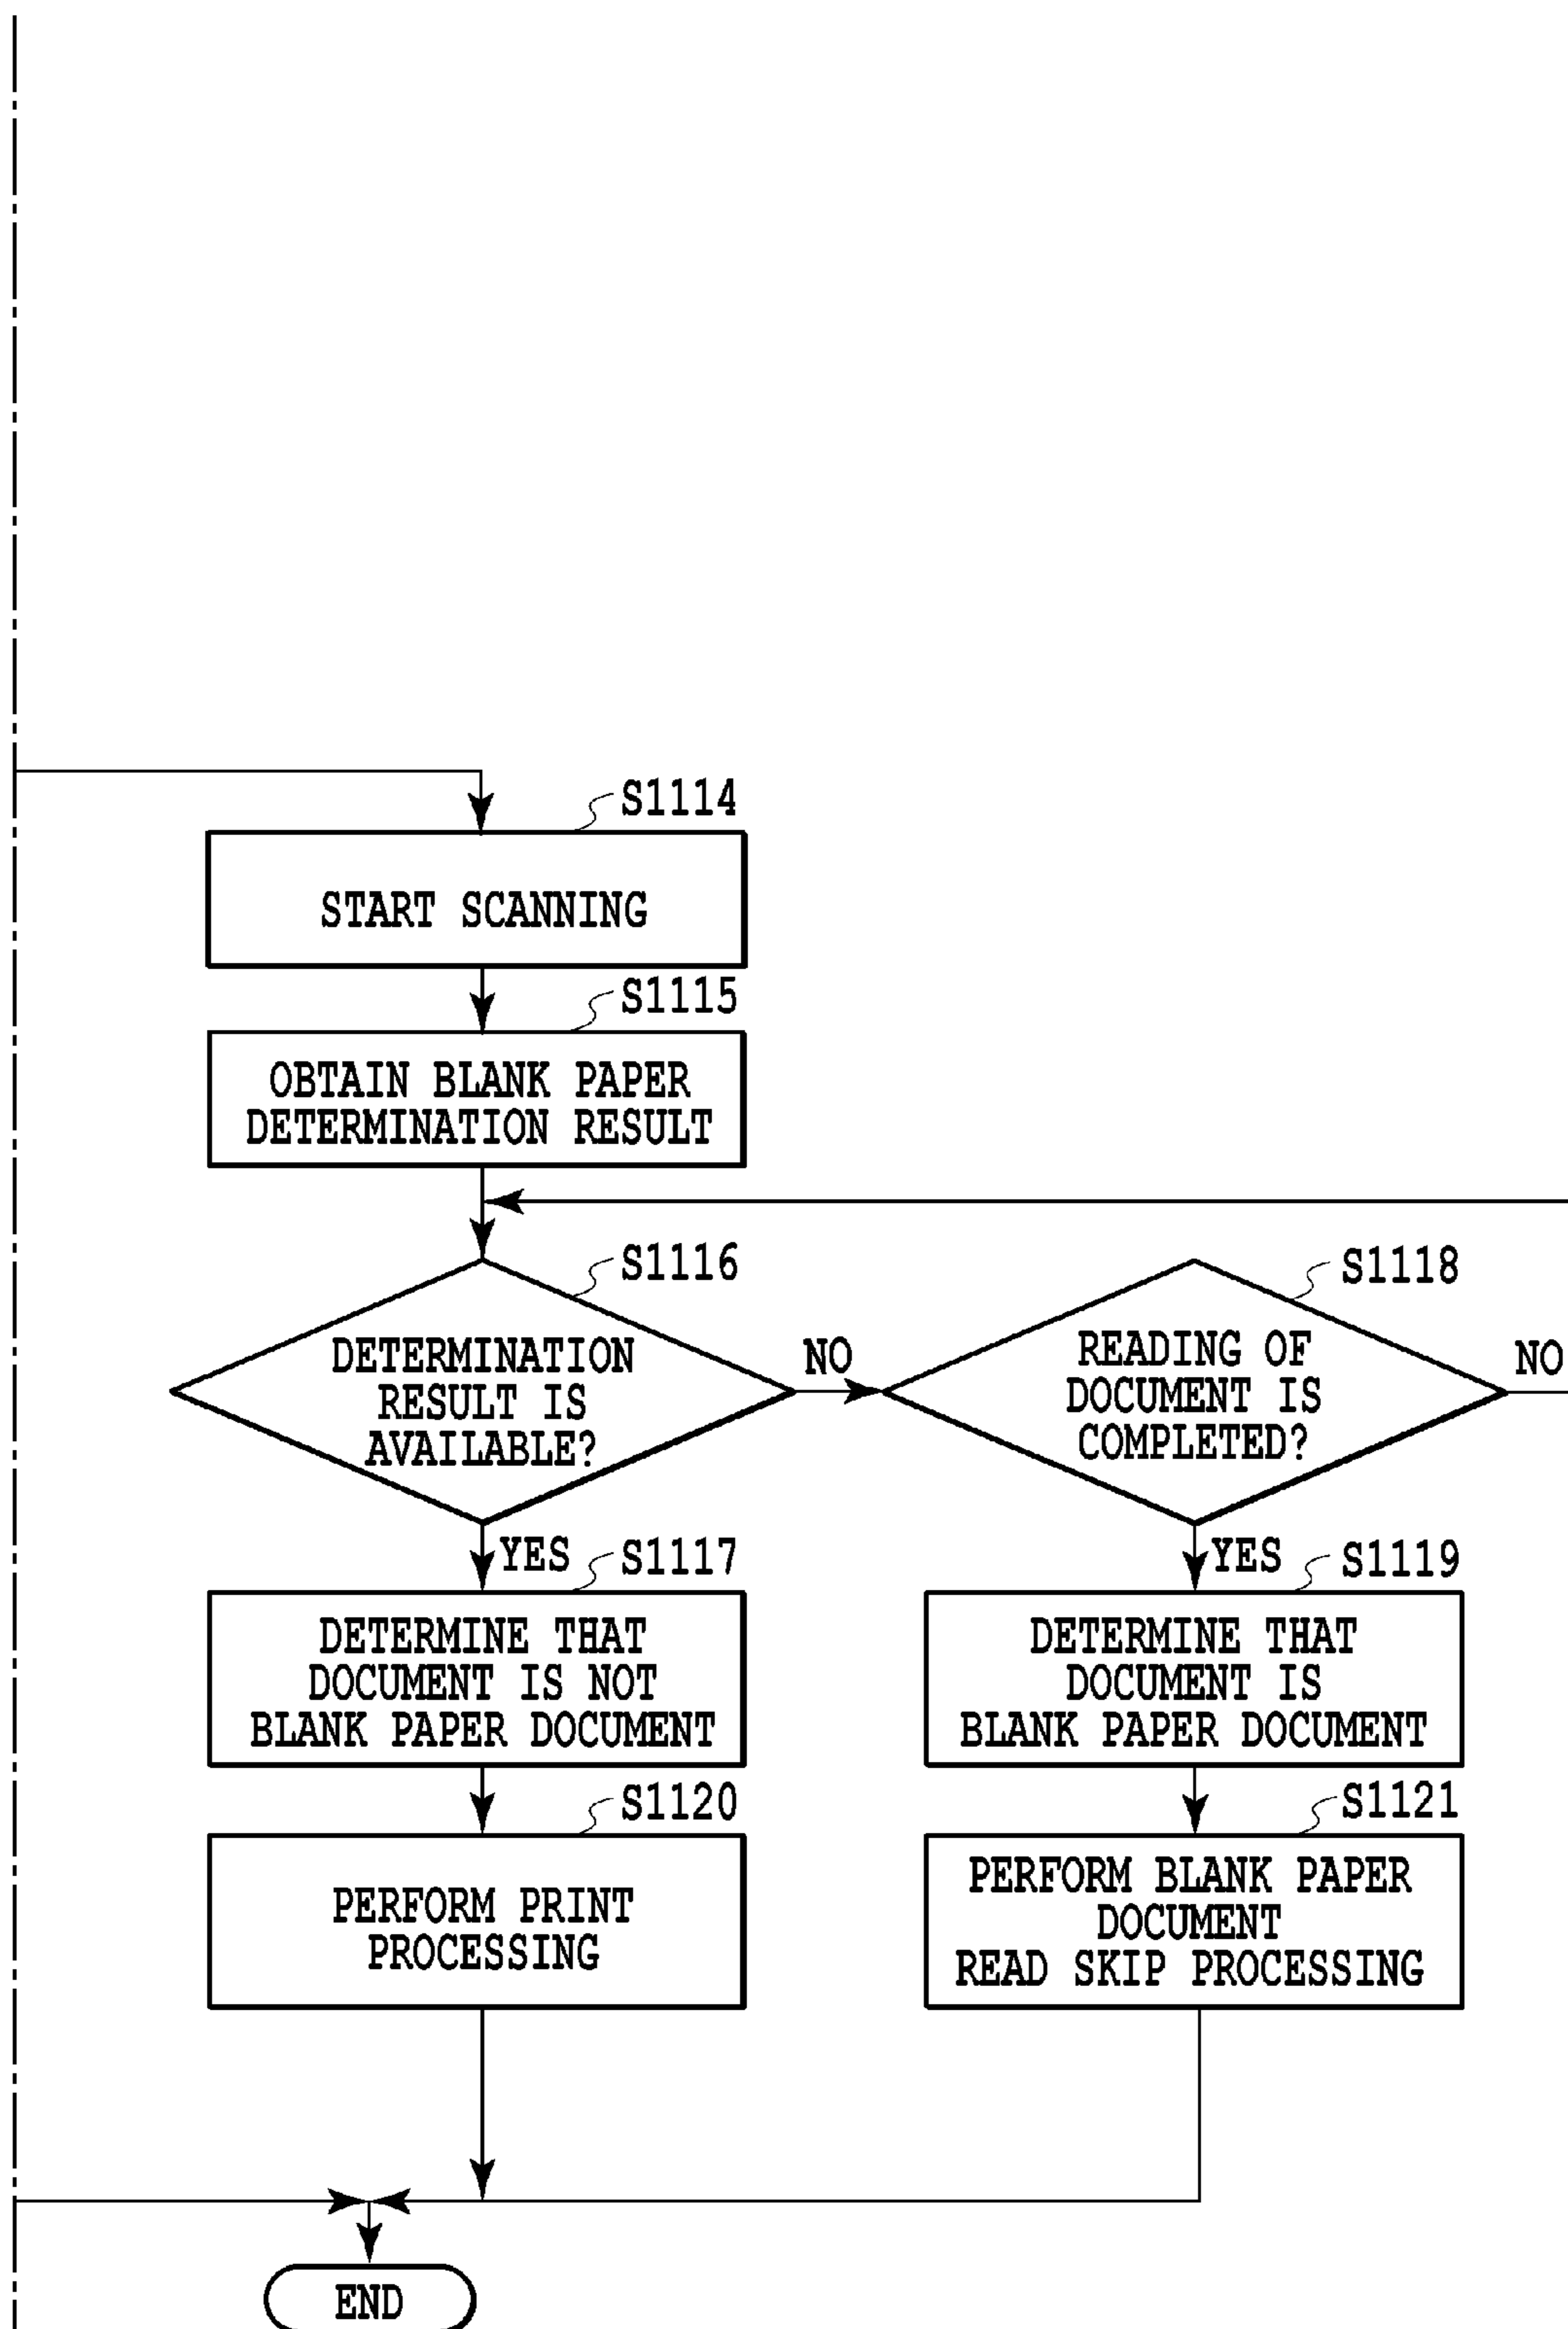 S1114
START SCANNING
S1115
OBTAIN BLANK PAPER
DETERMINATION RESULT
S1116
DETERMINATION
RESULT IS
AVAILABLE?
NO
S1118
READING OF
DOCUMENT IS
COMPLETED?
NO
YES
S1117
DETERMINE THAT
DOCUMENT IS NOT
BLANK PAPER DOCUMENT
YES
S1119
DETERMINE THAT
DOCUMENT IS
BLANK PAPER DOCUMENT
S1120
PERFORM PRINT
PROCESSING
S1121
PERFORM BLANK PAPER
DOCUMENT
READ SKIP PROCESSING
END